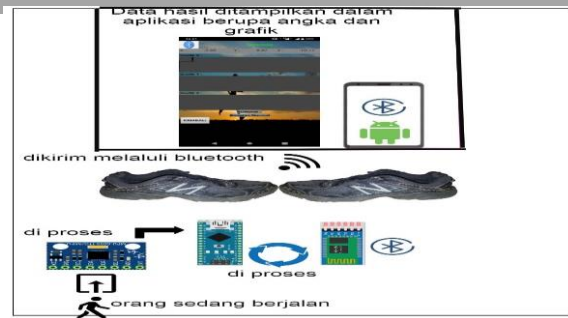 Data hasil ditampilkan dalam
aplikasi berupa angka dan
grafik
dikirim melaluli bluetooth
di proses
di proses
orang sedang berjalan